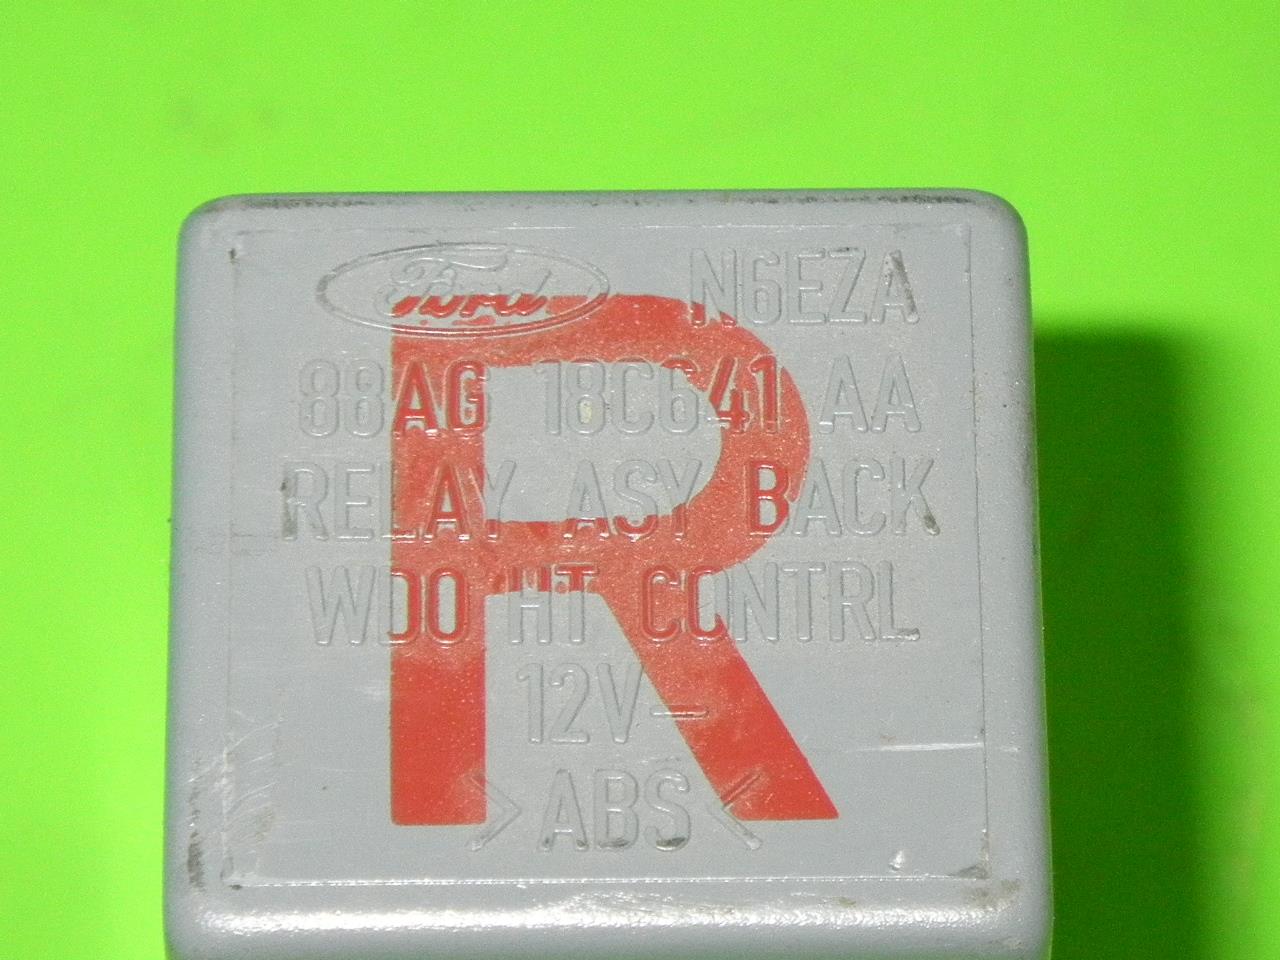 Ford N6EZA
88AG 18C641 AA
RELAY ASY BACK
WDO HT CONTRL
12V-
>ABS<
R